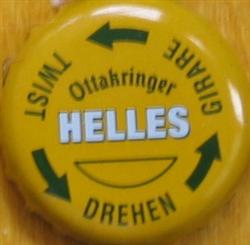 Ottakringer
HELLES
TWIST
GIRARE
DREHEN